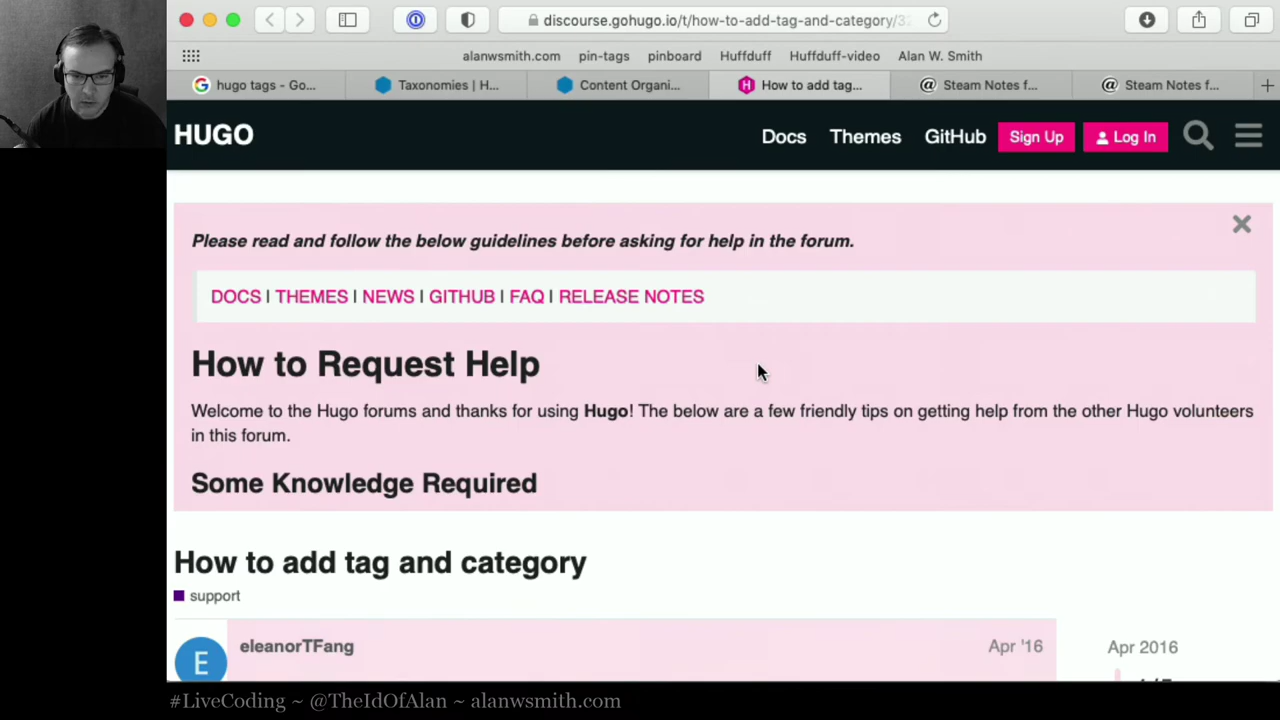 discourse.gohugo.io/t/how-to-add-tag-and-category/
alanwsmith.com pin-tags pinboard Huffduff Huffduff-video Alan W. Smith
hugo tags - Go... Taxonomies | H... Content Organi... How to add tag... Steam Notes f... Steam Notes f...
HUGO Docs Themes GitHub Sign Up Log In
Please read and follow the below guidelines before asking for help in the forum.
DOCS | THEMES | NEWS | GITHUB | FAQ | RELEASE NOTES
How to Request Help
Welcome to the Hugo forums and thanks for using Hugo! The below are a few friendly tips on getting help from the other Hugo volunteers
in this forum.
Some Knowledge Required
How to add tag and category
support
E eleanorTFang Apr '16 Apr 2016
#LiveCoding ~ @TheIdOfAlan ~ alanwsmith.com